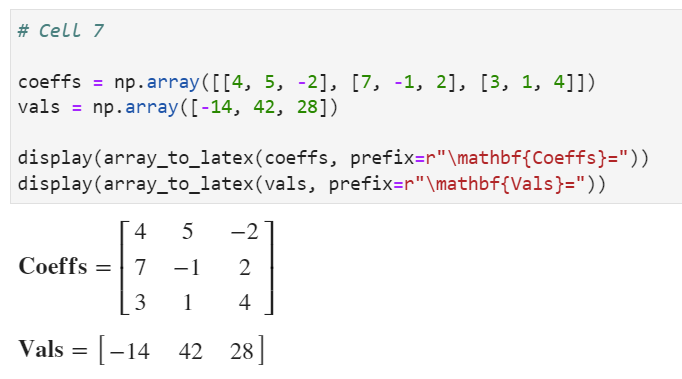 # Cell 7
coeffs = np.array([[4, 5, -2], [7, -1, 2], [3, 1, 4]])
vals = np.array([-14, 42, 28])
display(array_to_latex(coeffs, prefix=r"\mathbf{Coeffs}="))
display(array_to_latex(vals, prefix=r"\mathbf{Vals}="))
4 5 −2
Coeffs = 7 −1 2
3 1 4
Vals = [−14 42 28]